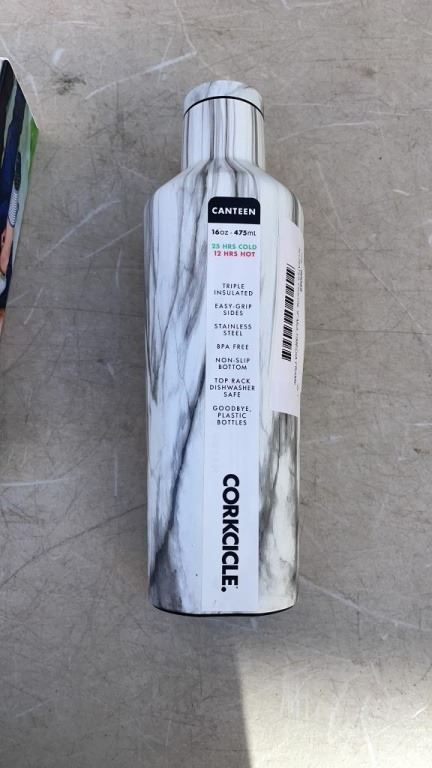 CANTEEN
16oz - 475mL
25 HRS COLD
12 HRS HOT
TRIPLE
INSULATED
EASY-GRIP
SIDES
STAINLESS
STEEL
BPA FREE
NON-SLIP
BOTTOM
TOP RACK
DISHWASHER
SAFE
GOODBYE,
PLASTIC
BOTTLES
CORKCICLE.